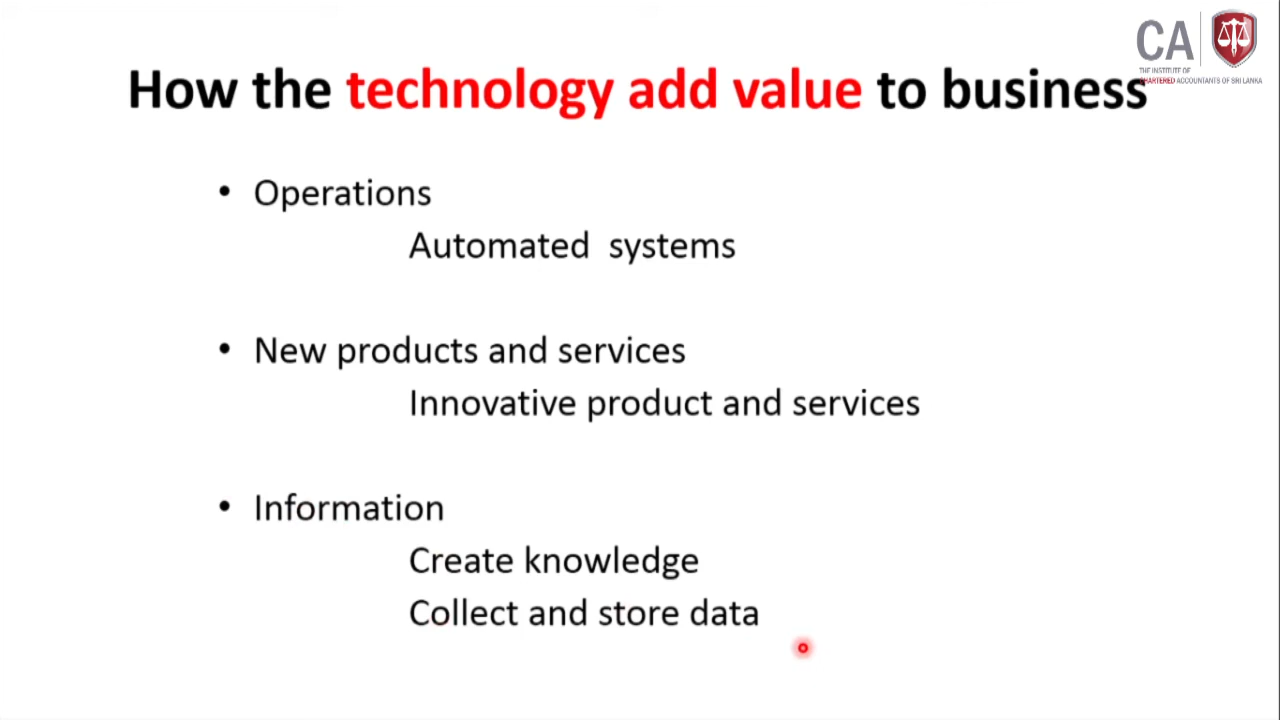 CA
THE INSTITUTE OF
CHARTERED ACCOUNTANTS OF SRI LANKA
How the technology add value to business
• Operations
Automated systems
• New products and services
Innovative product and services
• Information
Create knowledge
Collect and store data